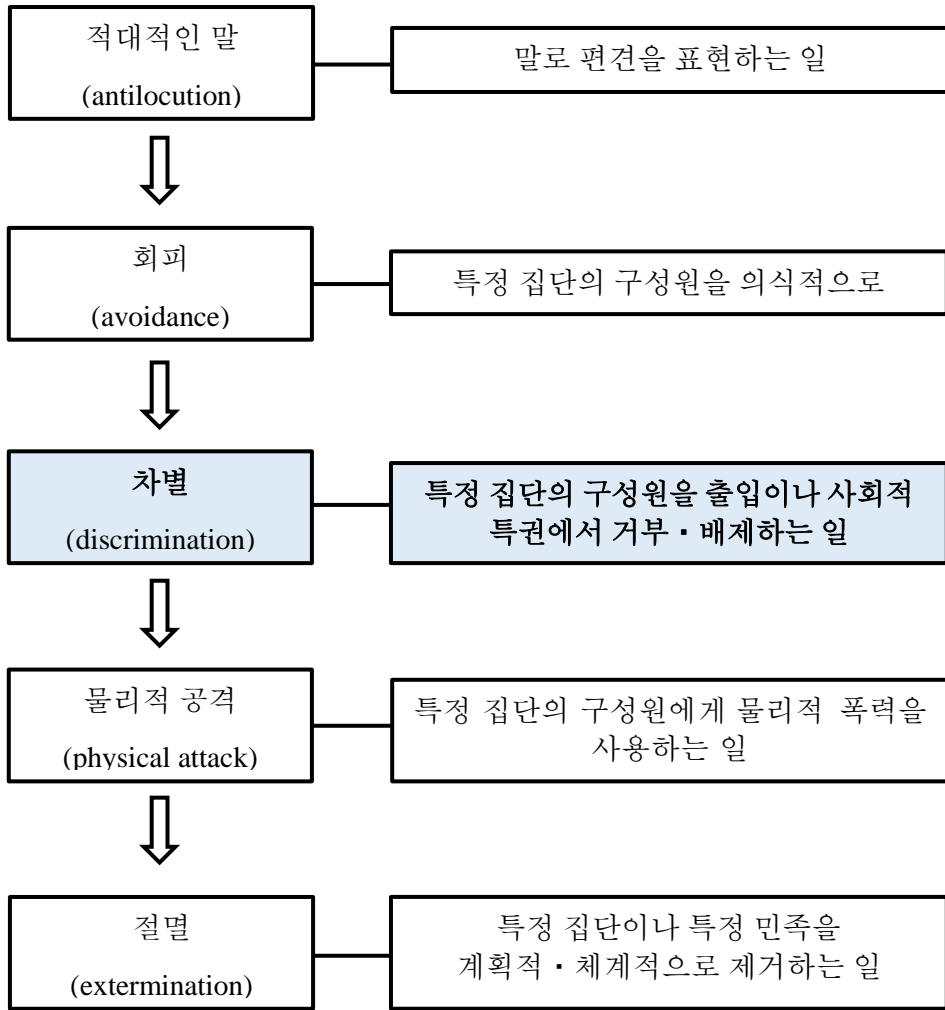 적대적인 말
(antilocution)
말로 편견을 표현하는 일
회피
(avoidance)
특정 집단의 구성원을 의식적으로
차별
(discrimination)
특정 집단의 구성원을 출입이나 사회적
특권에서 거부・배제하는 일
물리적 공격
(physical attack)
특정 집단의 구성원에게 물리적 폭력을
사용하는 일
절멸
(extermination)
특정 집단이나 특정 민족을
계획적・체계적으로 제거하는 일